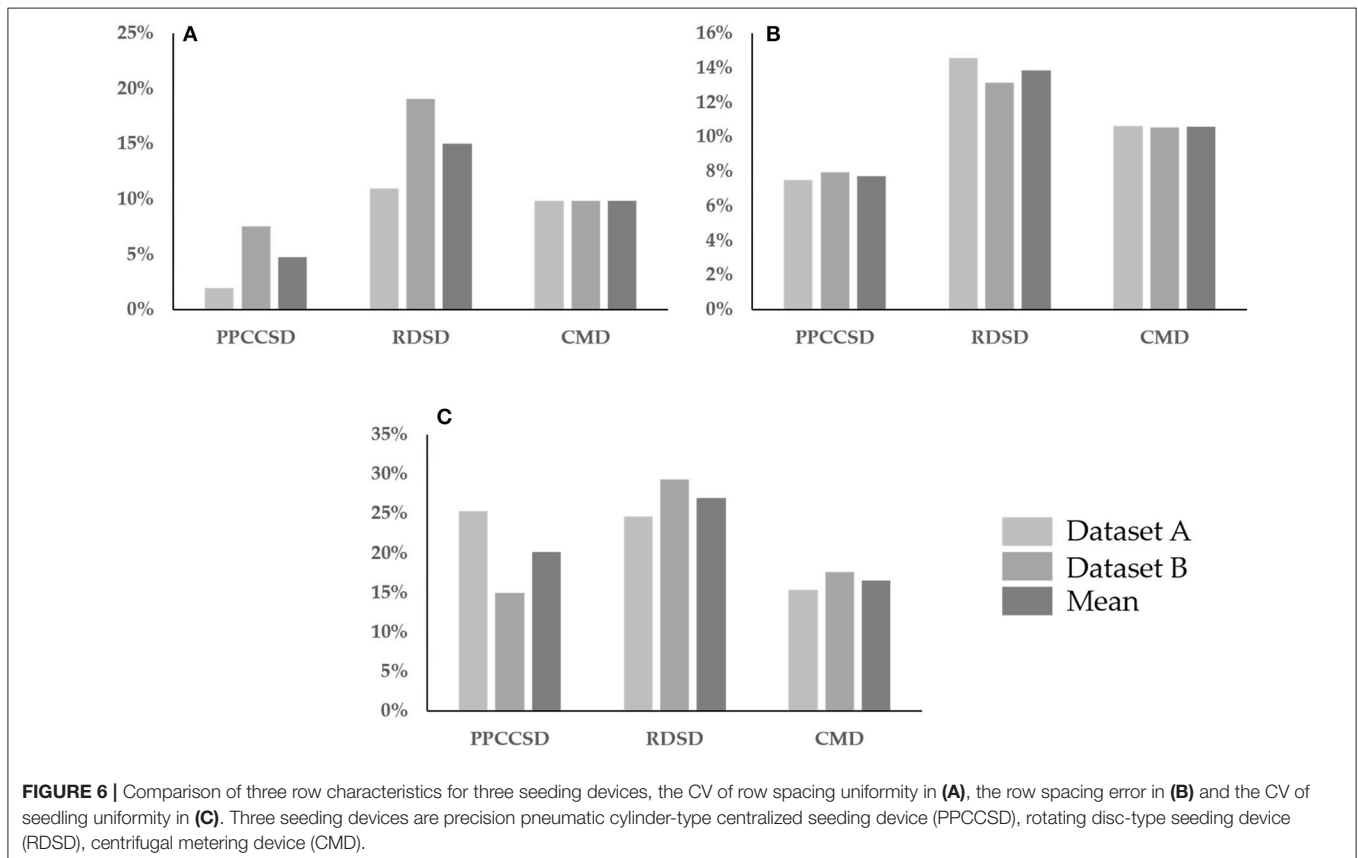 A
25%
20%
15%
10%
5%
0%
PPCCSD RDSD CMD
B
16%
14%
12%
10%
8%
6%
4%
2%
0%
PPCCSD RDSD CMD
C
35%
30%
25%
20%
15%
10%
5%
0%
PPCCSD RDSD CMD
Dataset A
Dataset B
Mean
FIGURE 6 | Comparison of three row characteristics for three seeding devices, the CV of row spacing uniformity in (A), the row spacing error in (B) and the CV of
seedling uniformity in (C). Three seeding devices are precision pneumatic cylinder-type centralized seeding device (PPCCSD), rotating disc-type seeding device
(RDSD), centrifugal metering device (CMD).